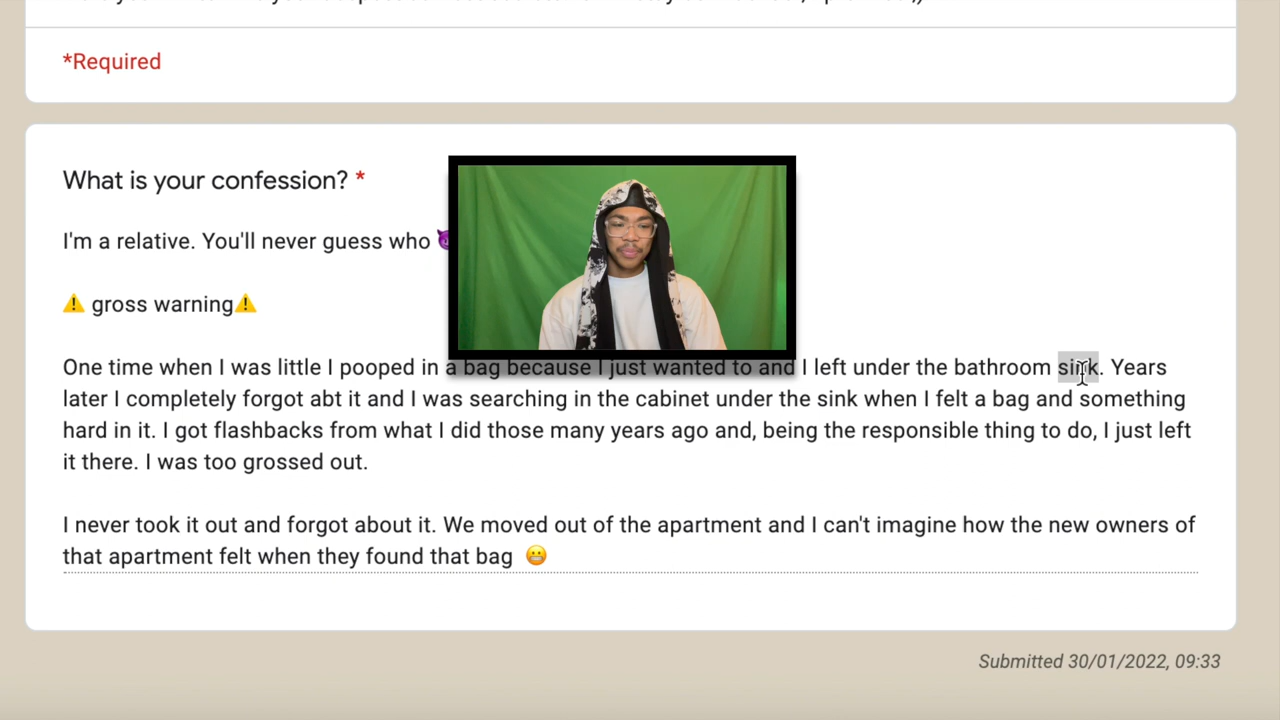 *Required
What is your confession? *
I'm a relative. You'll never guess who 😈
⚠️ gross warning⚠️
One time when I was little I pooped in a bag because I just wanted to and I left under the bathroom sink. Years
later I completely forgot abt it and I was searching in the cabinet under the sink when I felt a bag and something
hard in it. I got flashbacks from what I did those many years ago and, being the responsible thing to do, I just left
it there. I was too grossed out.
I never took it out and forgot about it. We moved out of the apartment and I can't imagine how the new owners of
that apartment felt when they found that bag 😬
Submitted 30/01/2022, 09:33